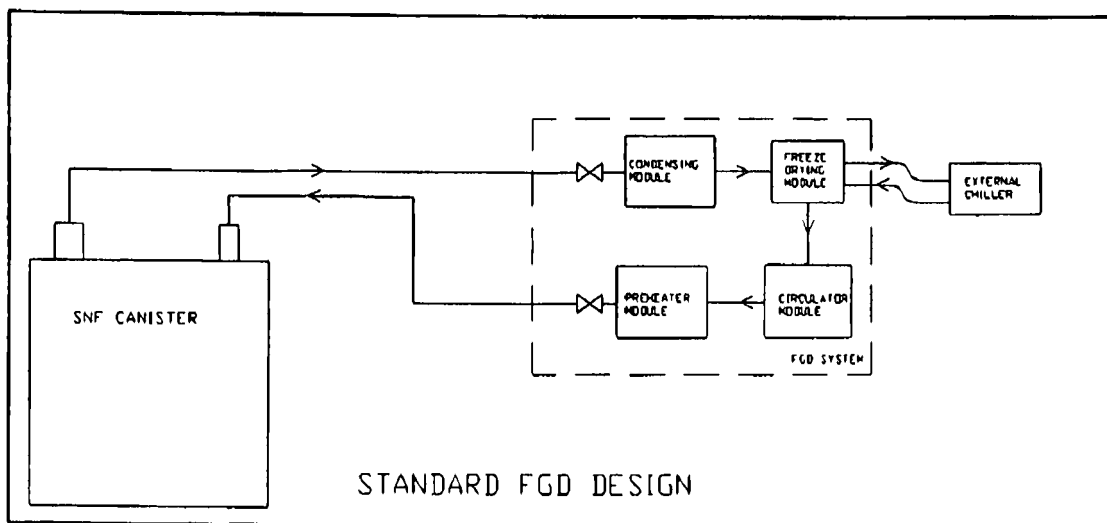 CONDENSING
MODULE
FREEZE
DRYING
MODULE
EXTERNAL
CHILLER
SNF CANISTER
PREHEATER
MODULE
CIRCULATOR
MODULE
FGD SYSTEM
STANDARD FGD DESIGN